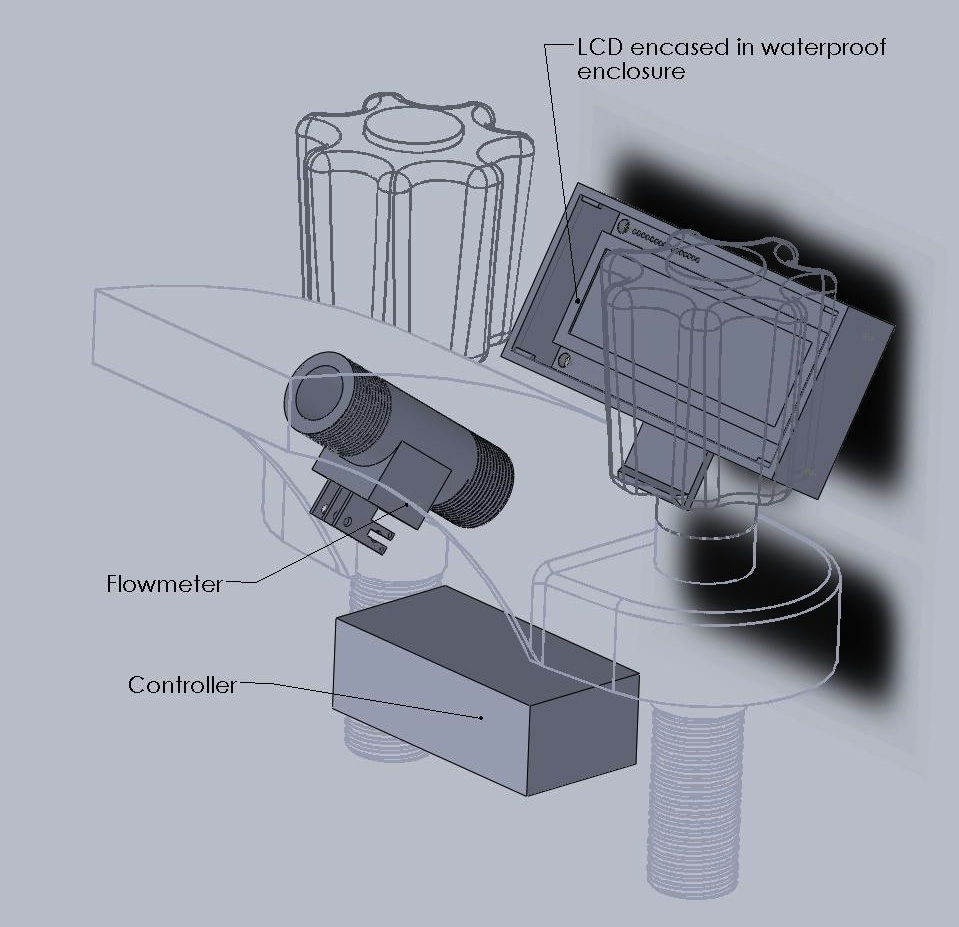 LCD encased in waterproof
enclosure
Flowmeter
Controller